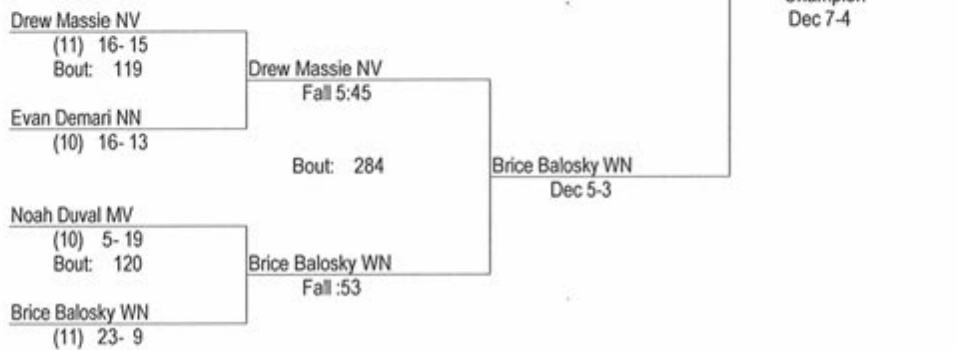 Champion
Dec 7-4
Drew Massie NV
(11) 16- 15
Bout: 119
Drew Massie NV
Fall 5:45
Evan Demari NN
(10) 16- 13
Bout: 284
Brice Balosky WN
Dec 5-3
Noah Duval MV
(10) 5- 19
Bout: 120
Brice Balosky WN
Fall :53
Brice Balosky WN
(11) 23- 9